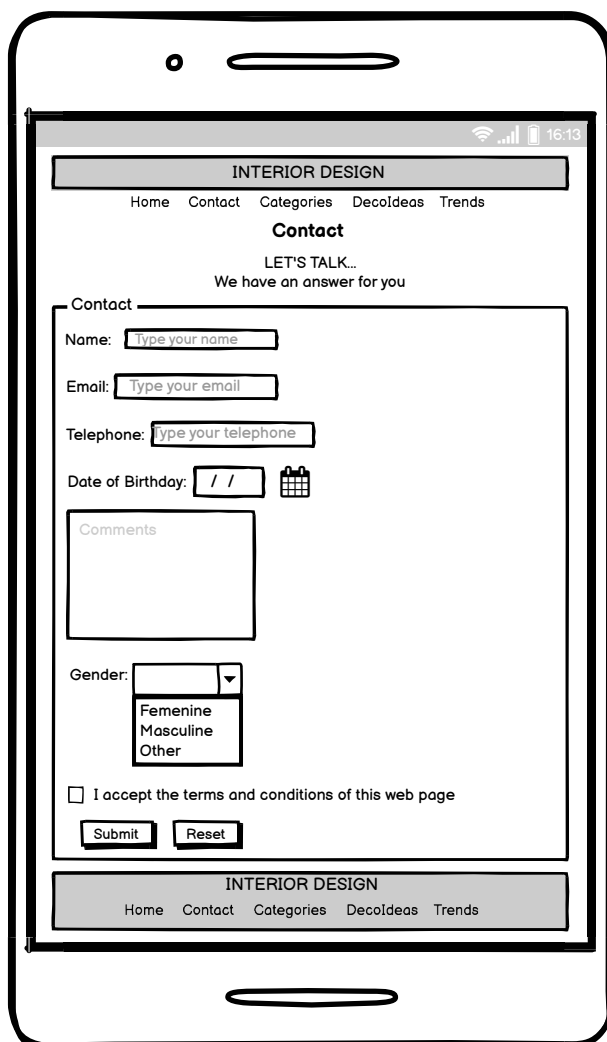 16:13
INTERIOR DESIGN
Home Contact Categories DecoIdeas Trends
Contact
LET'S TALK...
We have an answer for you
Contact
Name: Type your name
Email: Type your email
Telephone: Type your telephone
Date of Birthday: / /
Comments
Gender:
Femenine
Masculine
Other
I accept the terms and conditions of this web page
Submit Reset
INTERIOR DESIGN
Home Contact Categories DecoIdeas Trends